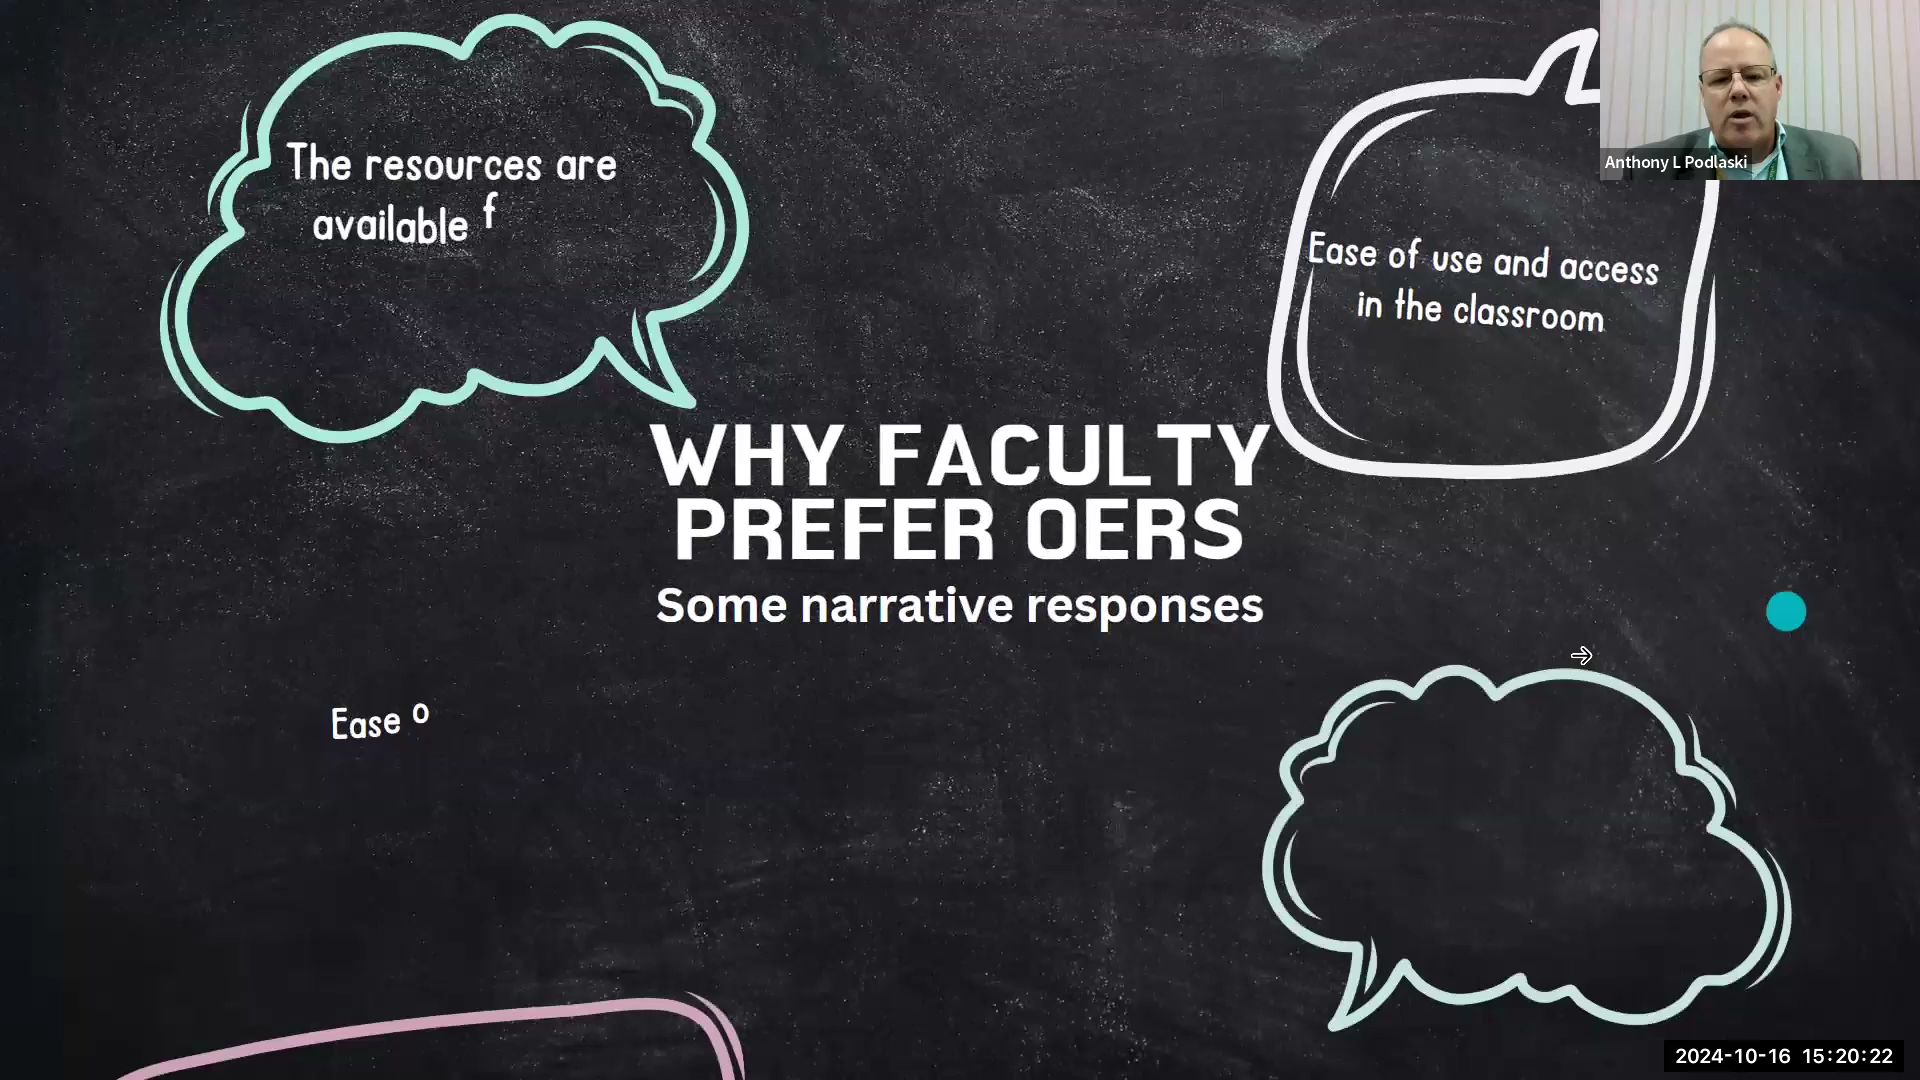 The resources are
available f
Anthony L Podlaski
Ease of use and access
in the classroom
WHY FACULTY
PREFER OERS
Some narrative responses
Ease o
2024-10-16 15:20:22